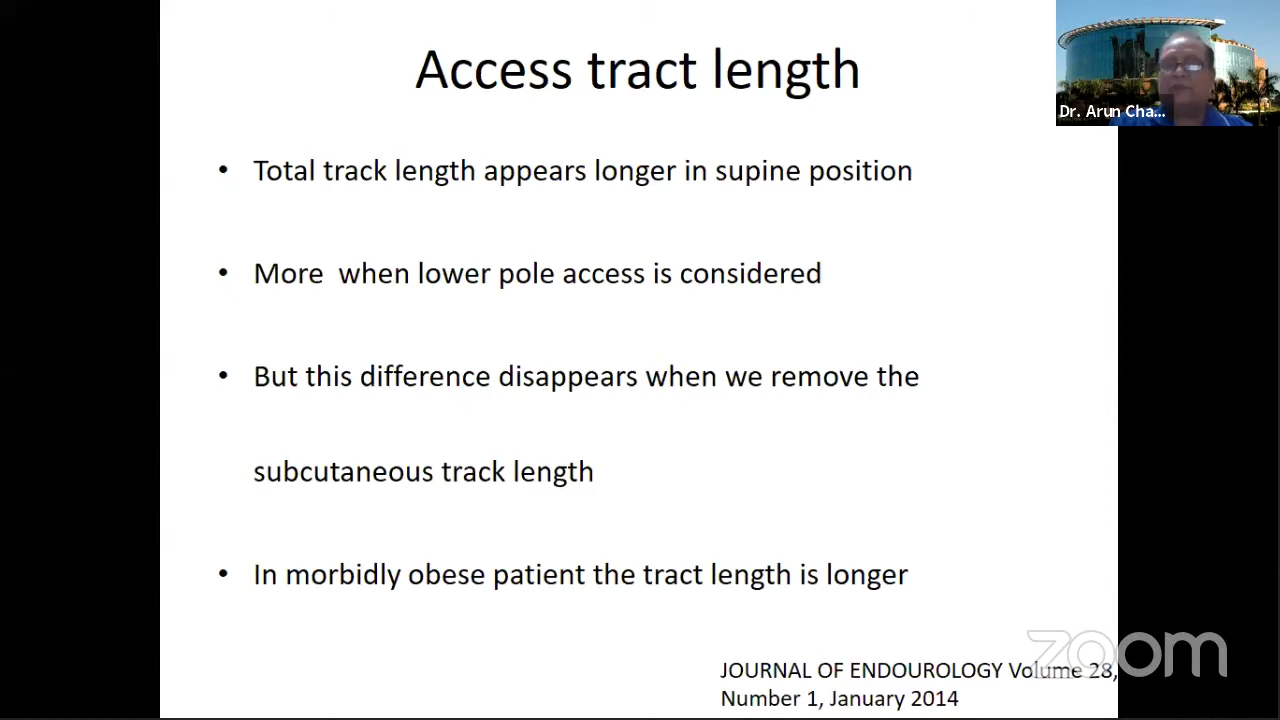 Access tract length
Dr. Arun Cha...
• Total track length appears longer in supine position
• More when lower pole access is considered
• But this difference disappears when we remove the
subcutaneous track length
• In morbidly obese patient the tract length is longer
zoom
JOURNAL OF ENDOUROLOGY Volume 28,
Number 1, January 2014